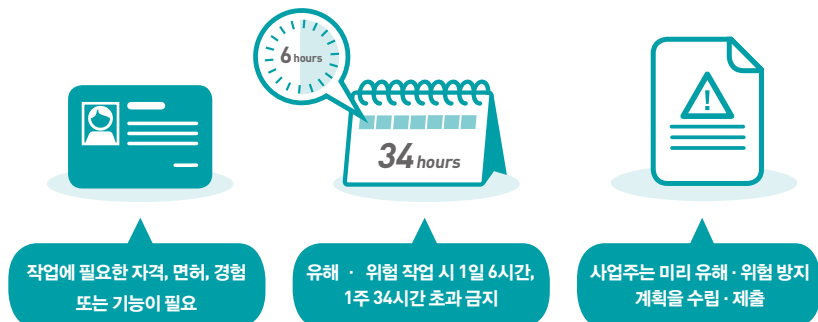 6 hours
34 hours
!
작업에 필요한 자격, 면허, 경험
또는 기능이 필요
유해 · 위험 작업 시 1일 6시간,
1주 34시간 초과 금지
사업주는 미리 유해 · 위험 방지
계획을 수립 · 제출